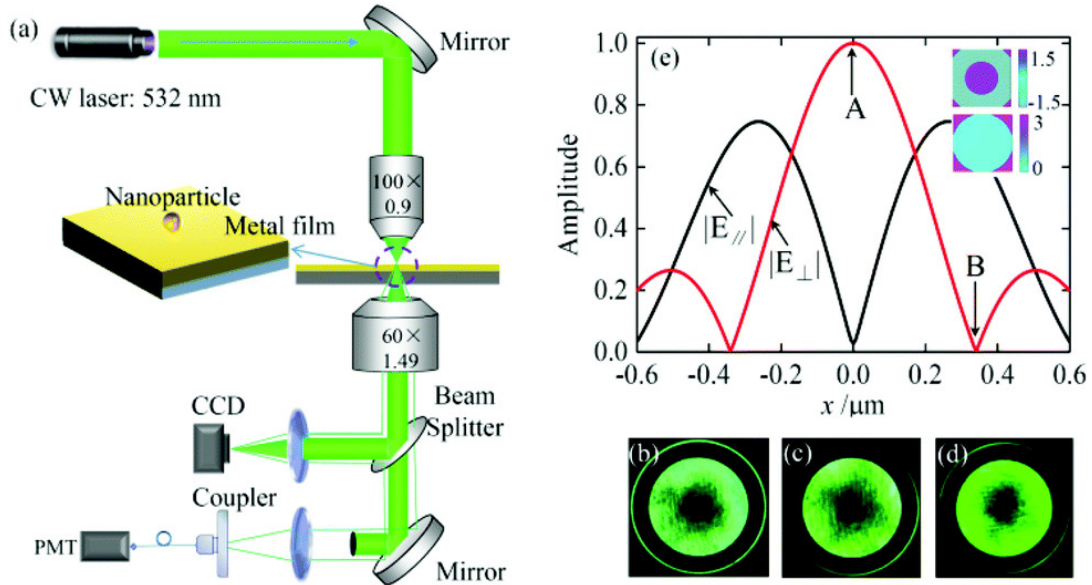 (a)
Mirror
CW laser: 532 nm
100×
0.9
Nanoparticle
Metal film
60×
1.49
CCD
Beam
Splitter
Coupler
PMT
Mirror
(e)
1.5
-1.5
3
0
A
B
|E//|
|E⊥|
Amplitude
1.0
0.8
0.6
0.4
0.2
0.0
-0.6
-0.4
-0.2
0.0
0.2
0.4
0.6
x /μm
(b)
(c)
(d)